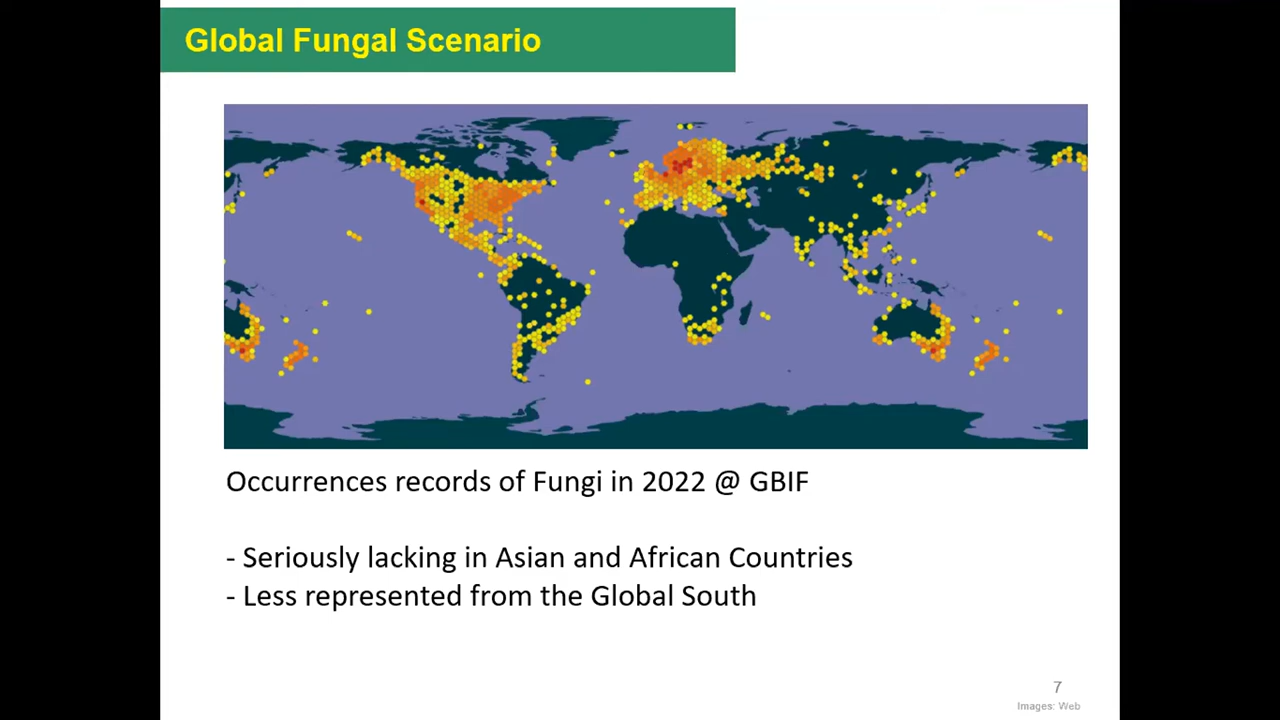 Global Fungal Scenario
Occurrences records of Fungi in 2022 @ GBIF
- Seriously lacking in Asian and African Countries
- Less represented from the Global South
7
Images: Web